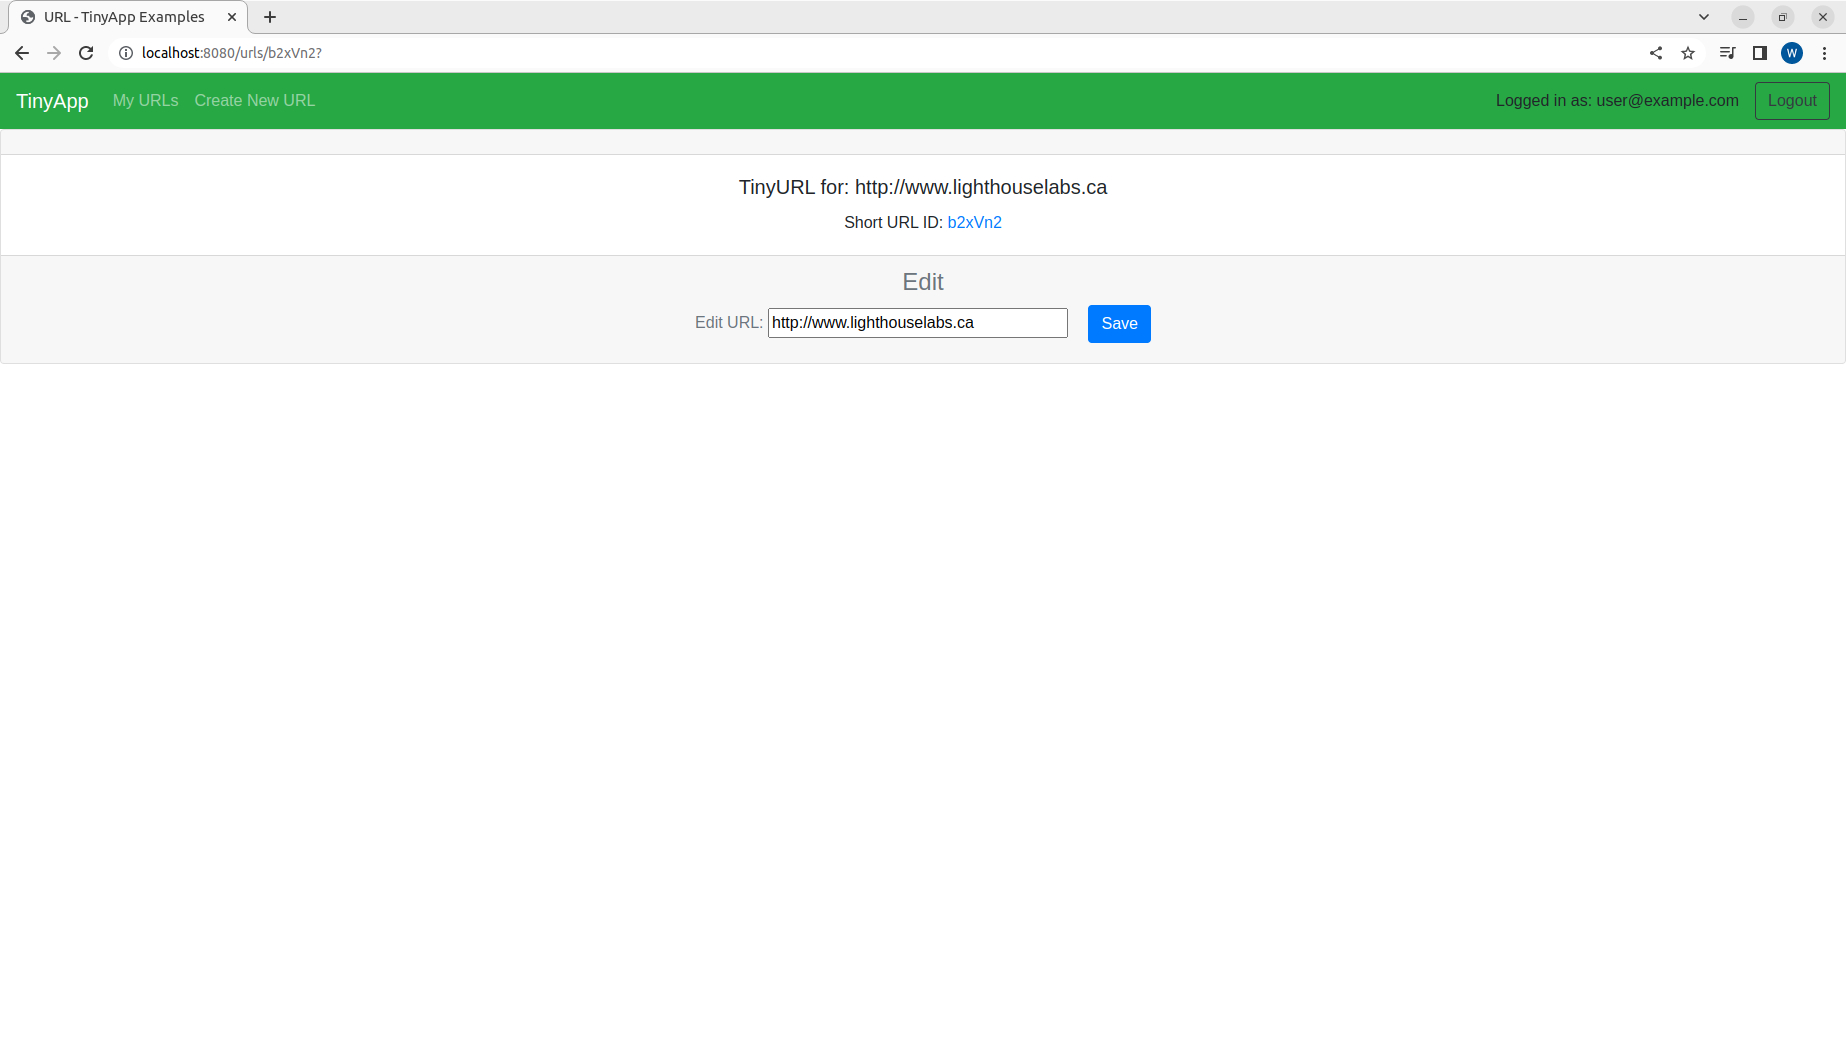 URL - TinyApp Examples
localhost:8080/urls/b2xVn2?
W
TinyApp My URLs Create New URL Logged in as: user@example.com Logout
TinyURL for: http://www.lighthouselabs.ca
Short URL ID: b2xVn2
Edit
Edit URL: http://www.lighthouselabs.ca Save